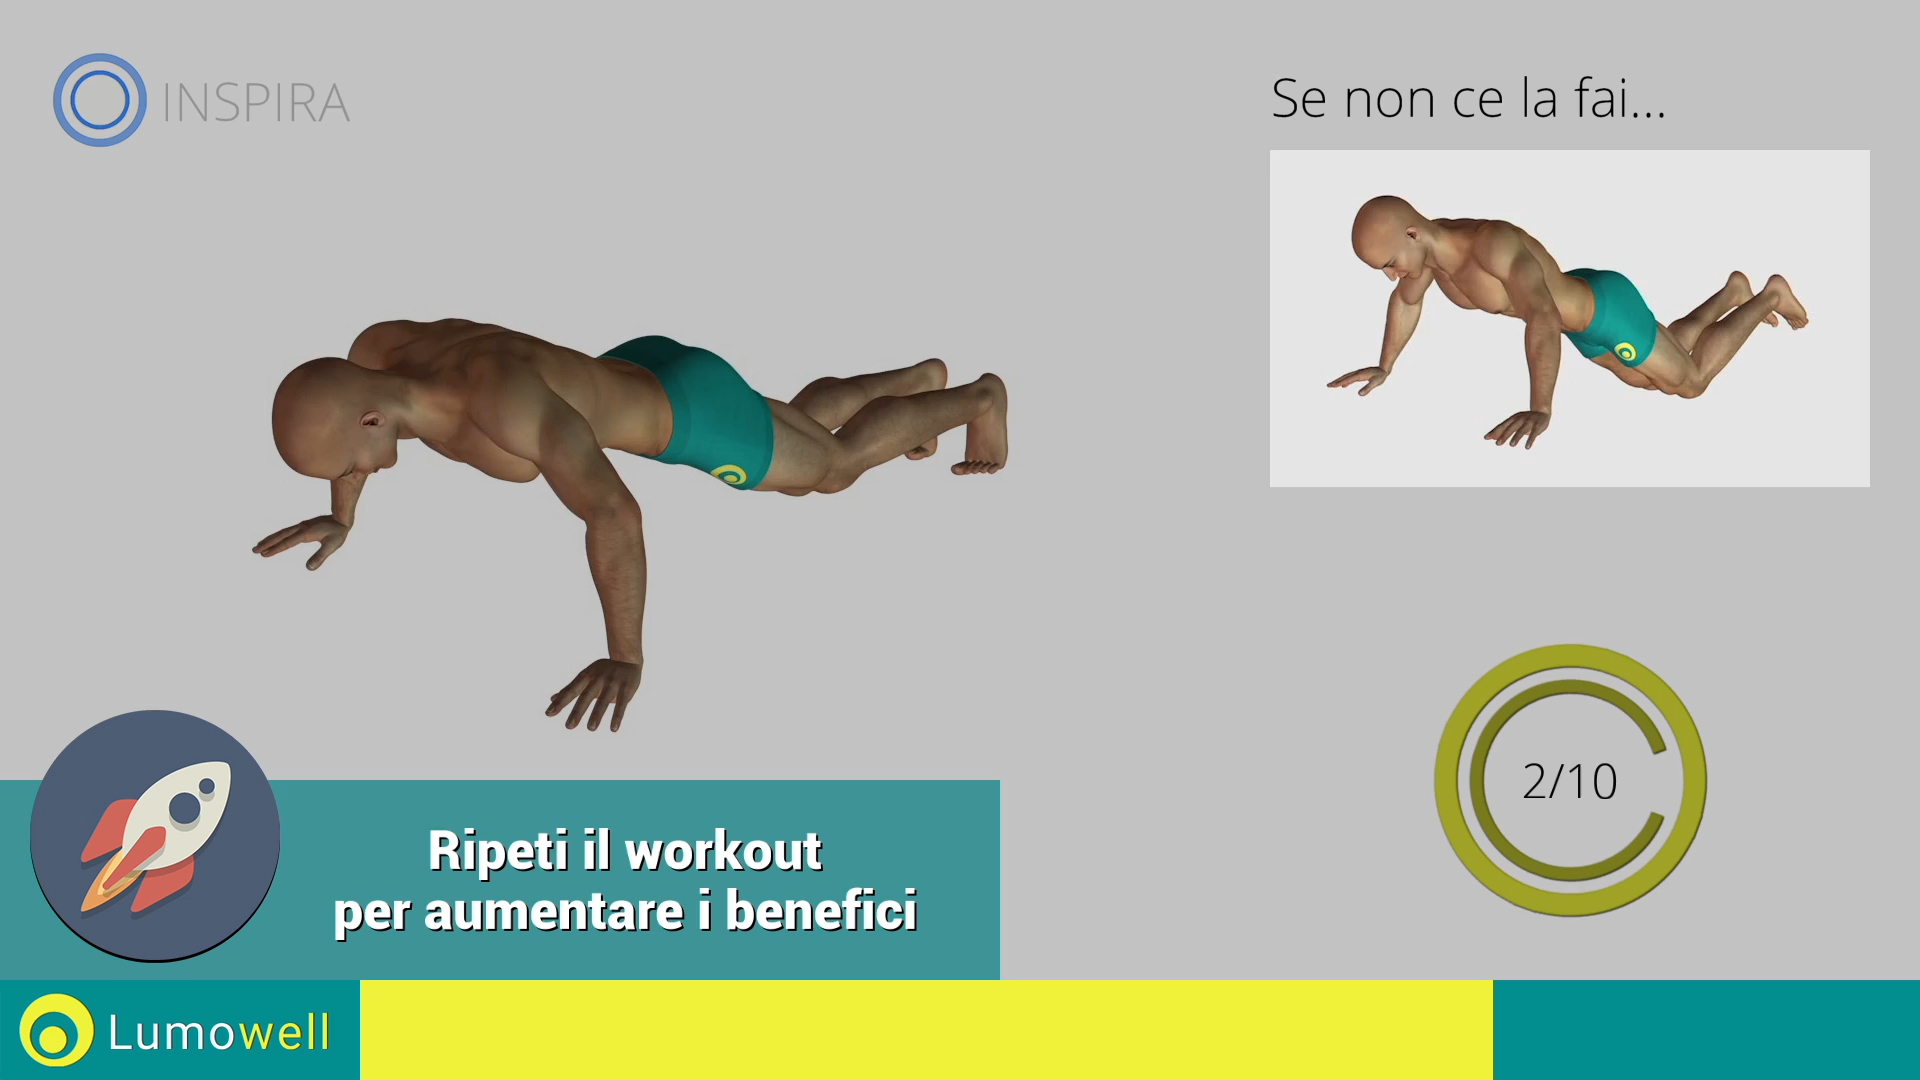 INSPIRA
Se non ce la fai...
2/10
Ripeti il workout
per aumentare i benefici
Lumowell